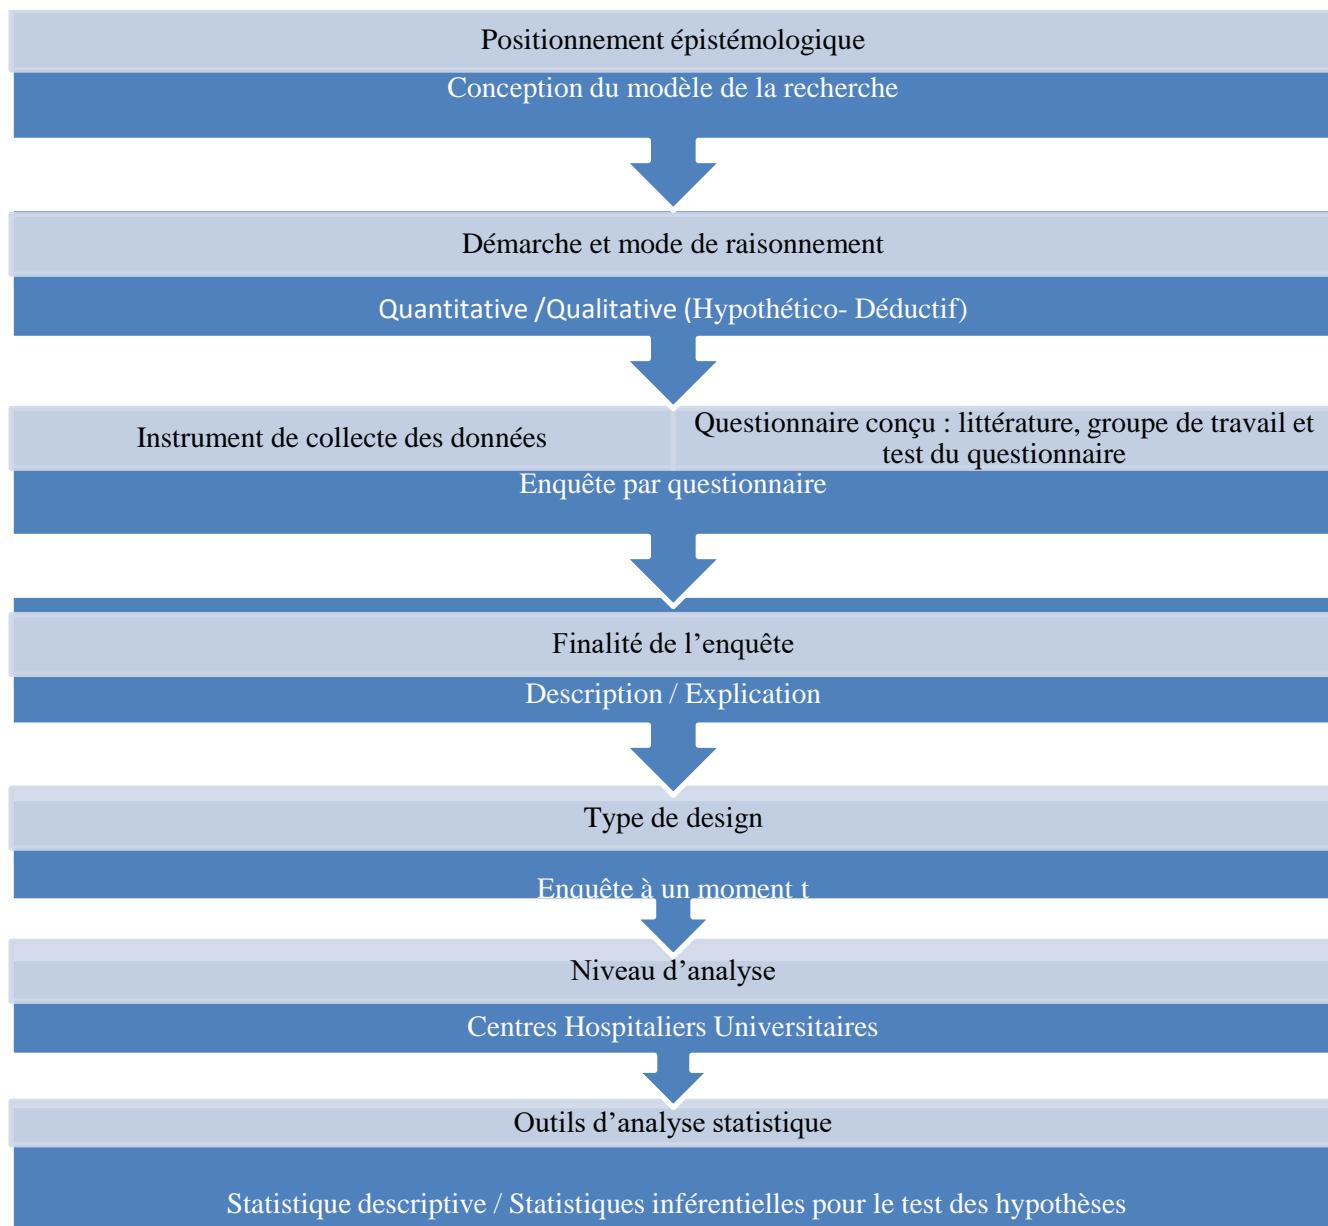 Positionnement épistémologique
Conception du modèle de la recherche
Démarche et mode de raisonnement
Quantitative /Qualitative (Hypothético- Déductif)
Instrument de collecte des données
Questionnaire conçu : littérature, groupe de travail et
test du questionnaire
Enquête par questionnaire
Finalité de l’enquête
Description / Explication
Type de design
Enquête à un moment t
Niveau d’analyse
Centres Hospitaliers Universitaires
Outils d’analyse statistique
Statistique descriptive / Statistiques inférentielles pour le test des hypothèses